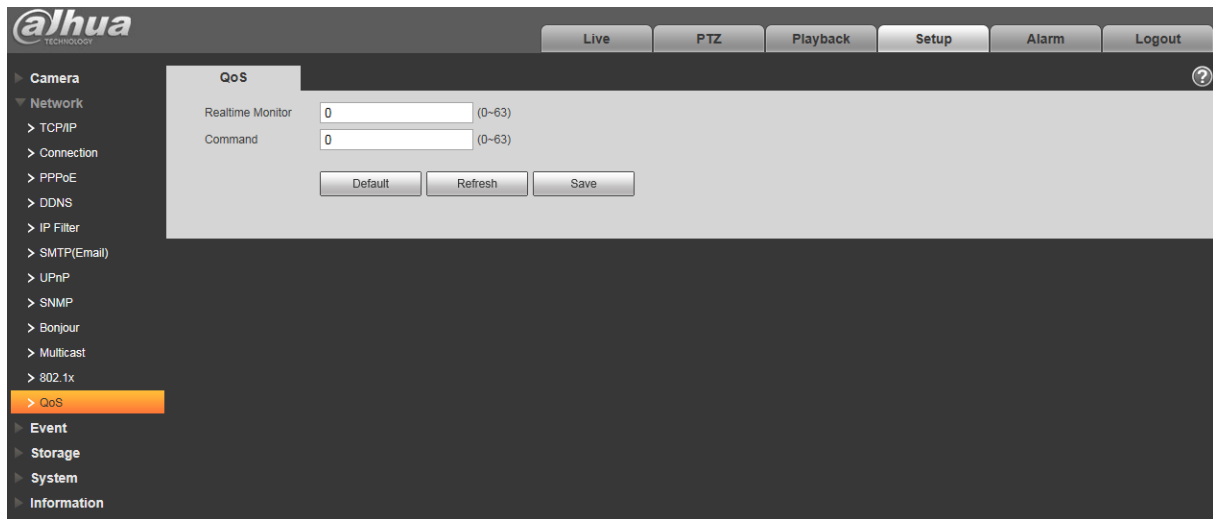 alhua
TECHNOLOGY
Live PTZ Playback Setup Alarm Logout
Camera
Network
> TCP/IP
> Connection
> PPPoE
> DDNS
> IP Filter
> SMTP(Email)
> UPnP
> SNMP
> Bonjour
> Multicast
> 802.1x
> QoS
Event
Storage
System
Information
QoS
?
Realtime Monitor 0 (0~63)
Command 0 (0~63)
Default Refresh Save